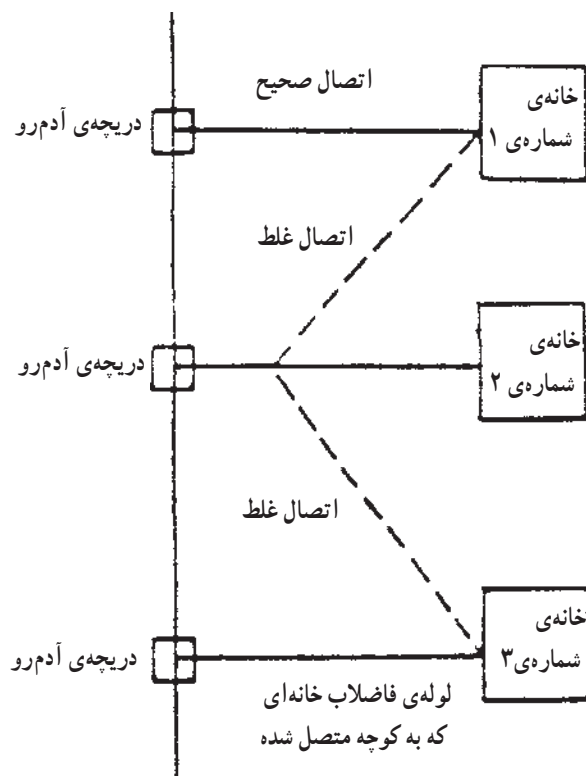 اتصال صحیح
خانه‌ی
شماره‌ی ۱
دریچه‌ی آدم‌رو
اتصال غلط
خانه‌ی
شماره‌ی ۲
دریچه‌ی آدم‌رو
اتصال غلط
خانه‌ی
شماره‌ی ۳
دریچه‌ی آدم‌رو
لوله‌ی فاضلاب خانه‌ای
که به کوچه متصل شده